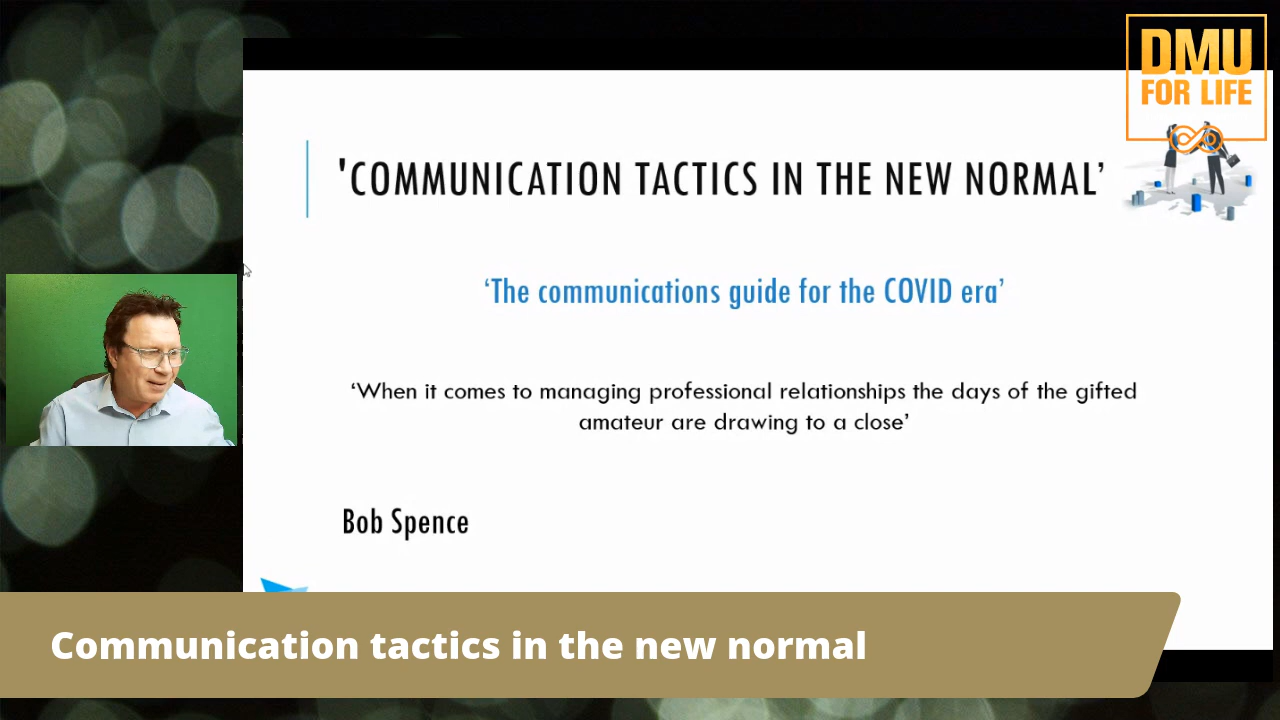 DMU
FOR LIFE
'COMMUNICATION TACTICS IN THE NEW NORMAL’
‘The communications guide for the COVID era’
‘When it comes to managing professional relationships the days of the gifted
amateur are drawing to a close’
Bob Spence
Communication tactics in the new normal